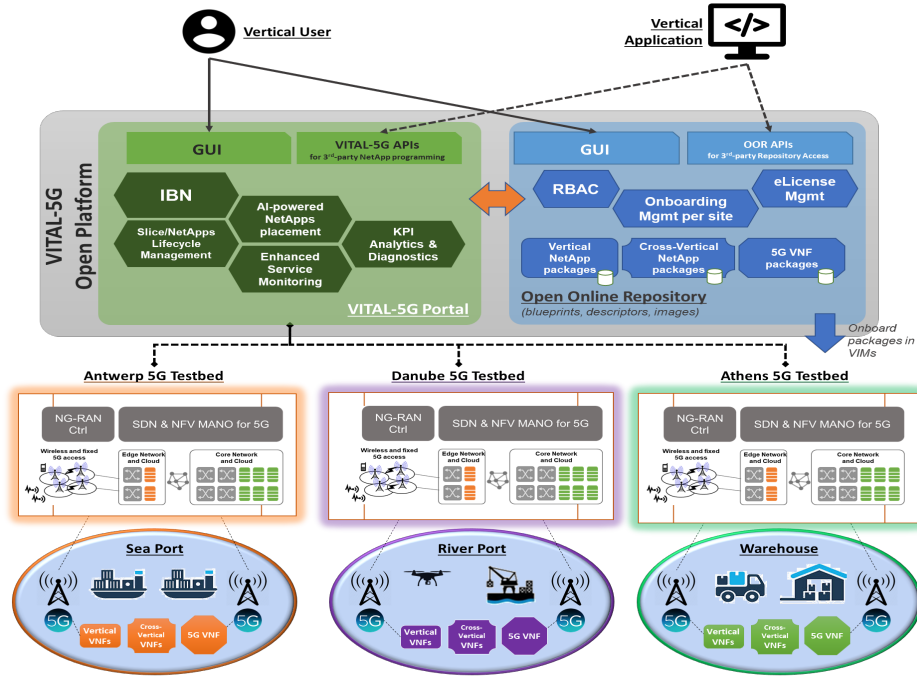 Vertical User
Vertical
Application
VITAL-5G
Open Platform
GUI
VITAL-5G APIs
for 3rd-party NetApp programming
GUI
OOR APIs
for 3rd-party Repository Access
IBN
AI-powered
NetApps
placement
Slice/NetApps
Lifecycle
Management
KPI
Analytics &
Diagnostics
Enhanced
Service
Monitoring
VITAL-5G Portal
RBAC
Onboarding
Mgmt per site
eLicense
Mgmt
Vertical
NetApp
packages
Cross-Vertical
NetApp
packages
5G VNF
packages
Open Online Repository
(blueprints, descriptors, images)
Onboard
packages in
VIMs
Antwerp 5G Testbed
NG-RAN
Ctrl
SDN & NFV MANO for 5G
Wireless and fixed
5G access
Edge Network
and Cloud
Core Network
and Cloud
Danube 5G Testbed
NG-RAN
Ctrl
SDN & NFV MANO for 5G
Wireless and fixed
5G access
Edge Network
and Cloud
Core Network
and Cloud
Athens 5G Testbed
NG-RAN
Ctrl
SDN & NFV MANO for 5G
Wireless and fixed
5G access
Edge Network
and Cloud
Core Network
and Cloud
Sea Port
5G
5G
Vertical
VNFs
Cross-
Vertical
VNFs
5G VNF
River Port
5G
5G
Vertical
VNFs
Cross-
Vertical
VNFs
5G VNF
Warehouse
5G
5G
Vertical
VNFs
Cross-
Vertical
VNFs
5G VNF